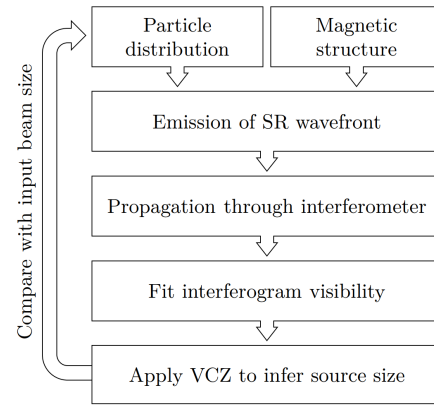 Compare with input beam size
Particle
distribution
Magnetic
structure
Emission of SR wavefront
Propagation through interferometer
Fit interferogram visibility
Apply VCZ to infer source size